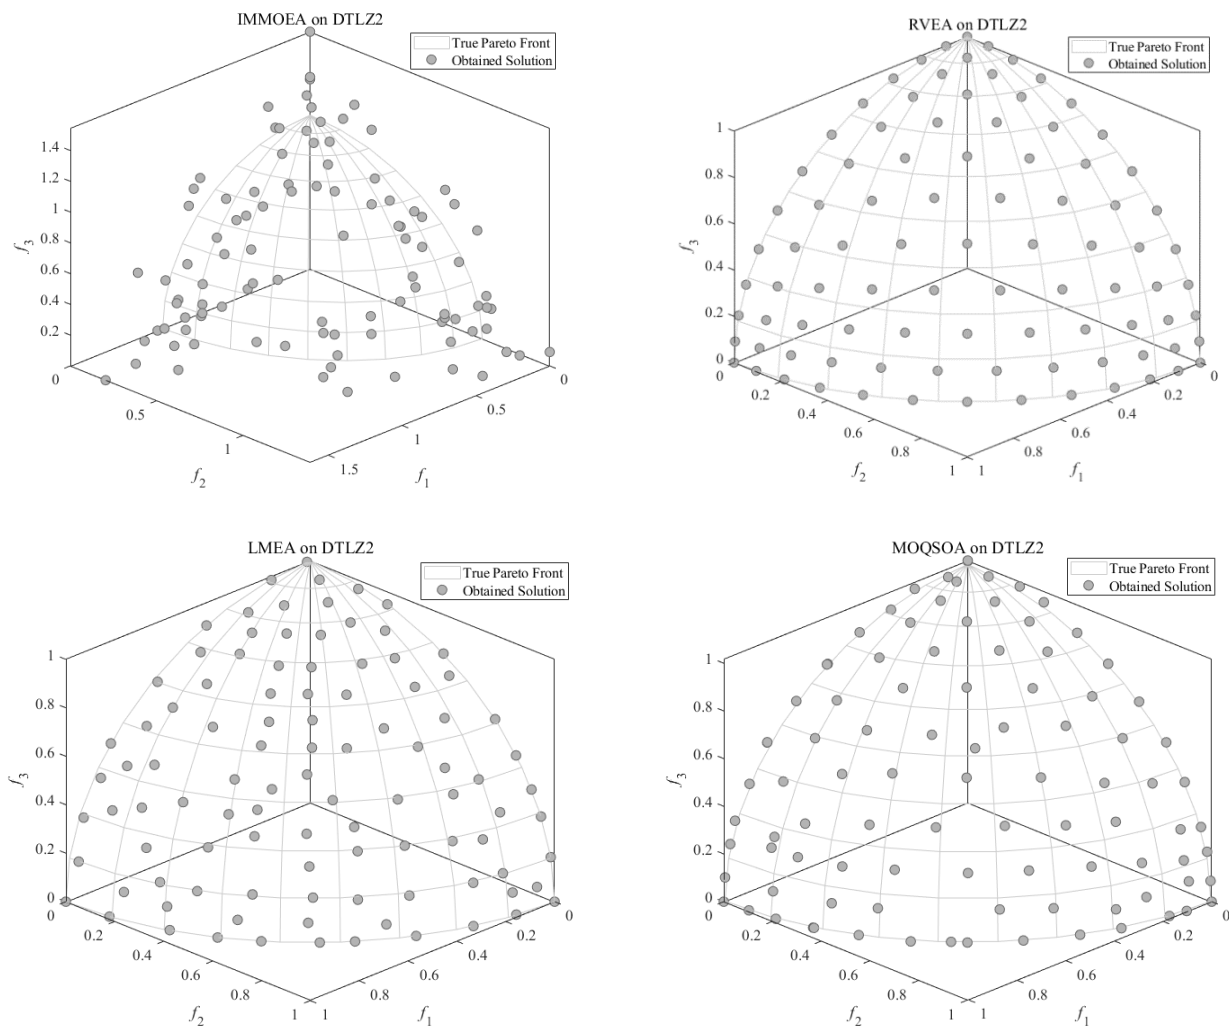 IMMOEA on DTLZ2
True Pareto Front
Obtained Solution
1.4
1.2
1
0.8
0.6
0.4
0.2
f3
0
0.5
1
f2
1.5
1
0.5
0
f1
RVEA on DTLZ2
True Pareto Front
Obtained Solution
1
0.8
0.6
0.4
0.2
0
f3
0
0.2
0.4
0.6
0.8
1
f2
1
0.8
0.6
0.4
0.2
0
f1
LMEA on DTLZ2
True Pareto Front
Obtained Solution
1
0.8
0.6
0.4
0.2
0
f3
0
0.2
0.4
0.6
0.8
1
f2
1
0.8
0.6
0.4
0.2
0
f1
MOQSOA on DTLZ2
True Pareto Front
Obtained Solution
1
0.8
0.6
0.4
0.2
0
f3
0
0.2
0.4
0.6
0.8
1
f2
1
0.8
0.6
0.4
0.2
0
f1